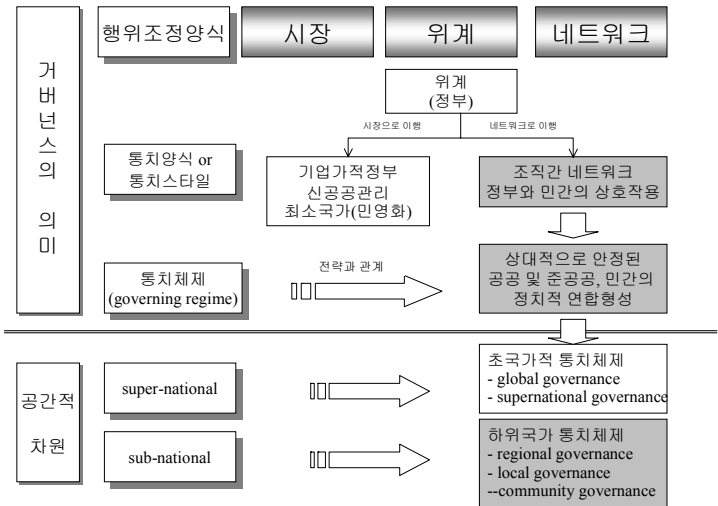 행위조정양식
시장
위계
네트워크
거버넌스의 의미
위계
(정부)
시장으로 이행
네트워크로 이행
통치양식 or
통치스타일
기업가적정부
신공공관리
최소국가(민영화)
조직간 네트워크
정부와 민간의 상호작용
통치체제
(governing regime)
전략과 관계
상대적으로 안정된
공공 및 준공공, 민간의
정치적 연합형성
공간적
차원
super-national
초국가적 통치체제
- global governance
- supernational governance
sub-national
하위국가 통치체제
- regional governance
- local governance
--community governance